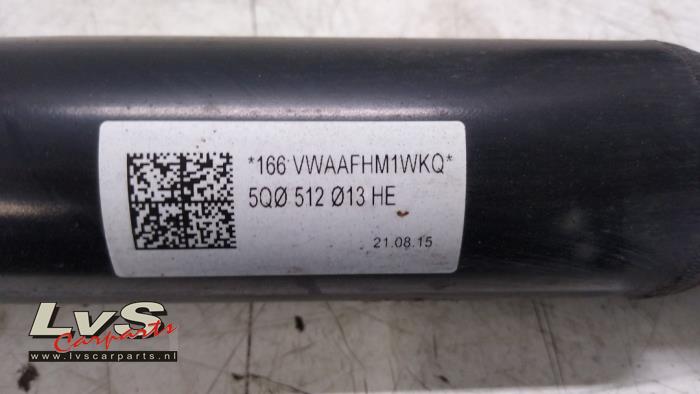 *166 VWAAFHM1WKQ*
5QØ 512 Ø13 HE
21.08.15
LvS
Carparts
www.lvscarparts.nl